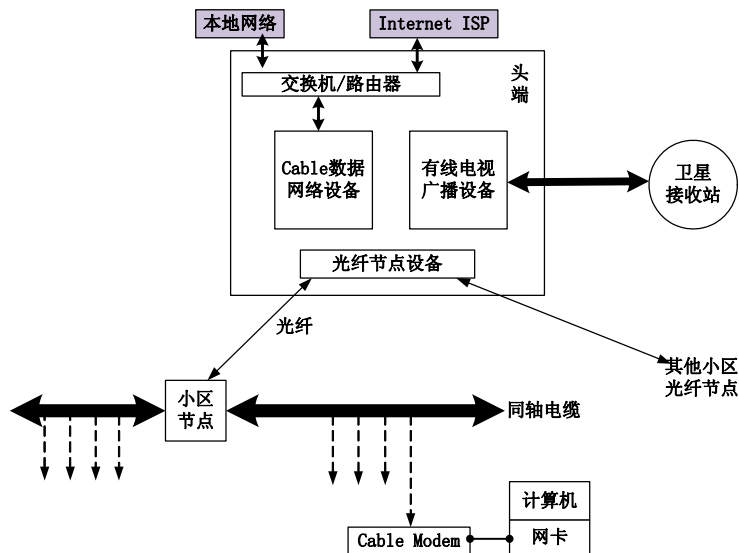 本地网络
Internet ISP
交换机/路由器
头
端
Cable数据
网络设备
有线电视
广播设备
卫星
接收站
光纤节点设备
光纤
其他小区
光纤节点
小区
节点
同轴电缆
计算机
网卡
Cable Modem